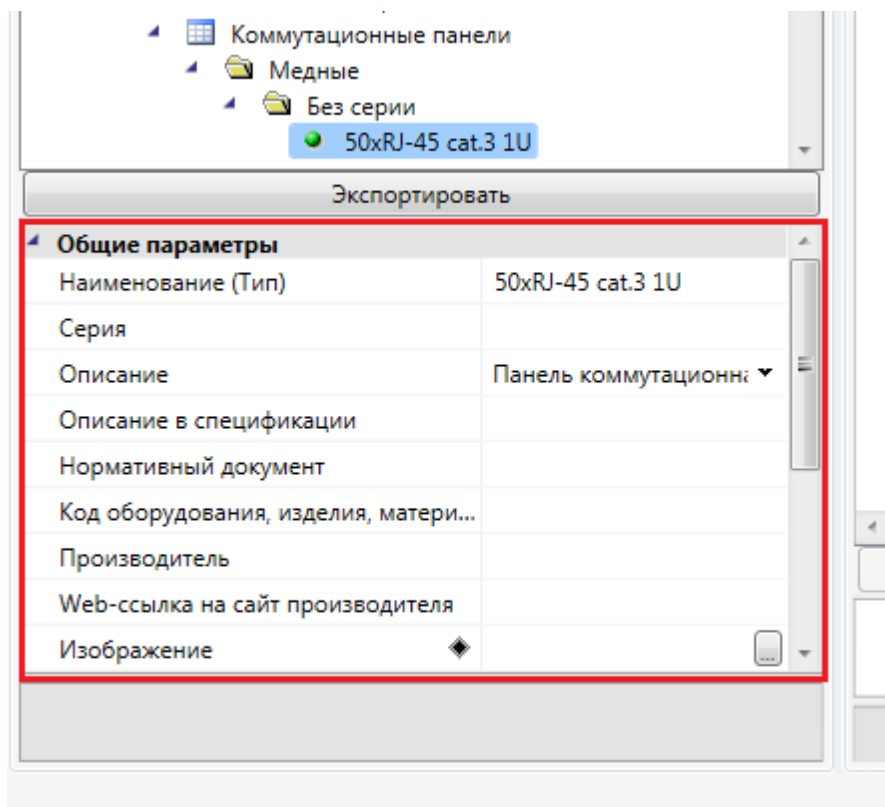 Коммутационные панели
Медные
Без серии
50xRJ-45 cat.3 1U
Экспортировать
Общие параметры
Наименование (Тип) 50xRJ-45 cat.3 1U
Серия
Описание Панель коммутационна
Описание в спецификации
Нормативный документ
Код оборудования, изделия, матери...
Производитель
Web-ссылка на сайт производителя
Изображение ...